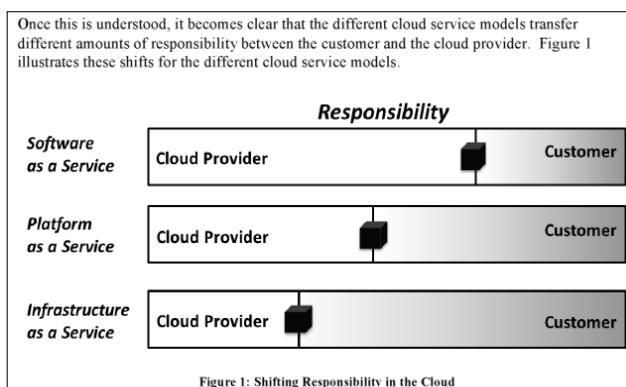 Once this is understood, it becomes clear that the different cloud service models transfer
different amounts of responsibility between the customer and the cloud provider.  Figure 1
illustrates these shifts for the different cloud service models.
Responsibility
Software
as a Service
Cloud Provider
Customer
Platform
as a Service
Cloud Provider
Customer
Infrastructure
as a Service
Cloud Provider
Customer
Figure 1: Shifting Responsibility in the Cloud